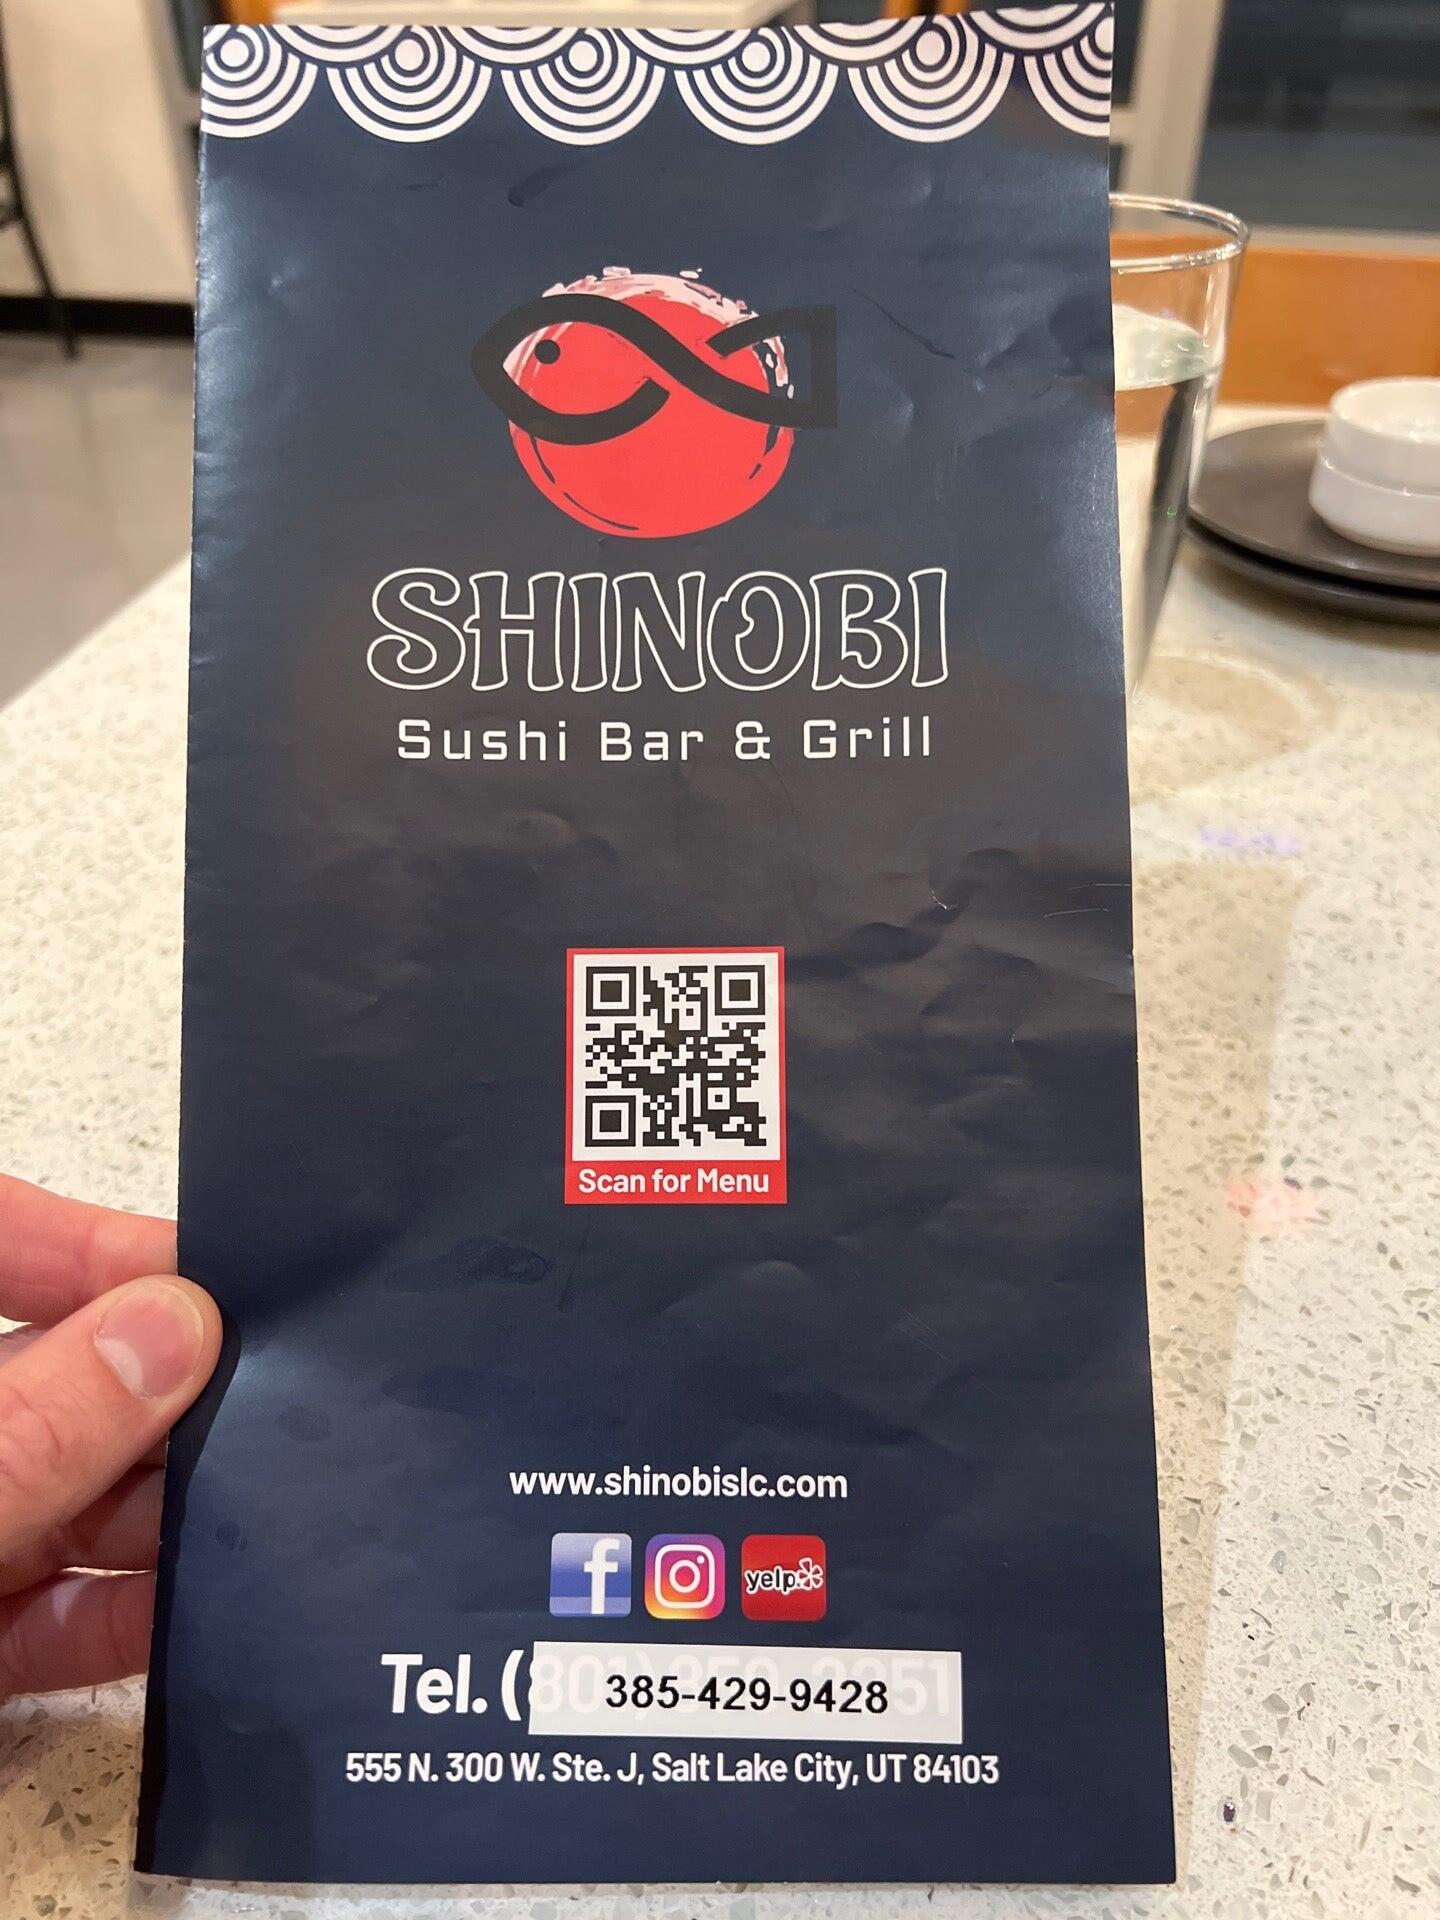 SHINOBI
Sushi Bar & Grill
Scan for Menu
www.shinobislc.com
f
yelp
Tel. (385-429-9428
555 N. 300 W. Ste. J, Salt Lake City, UT 84103